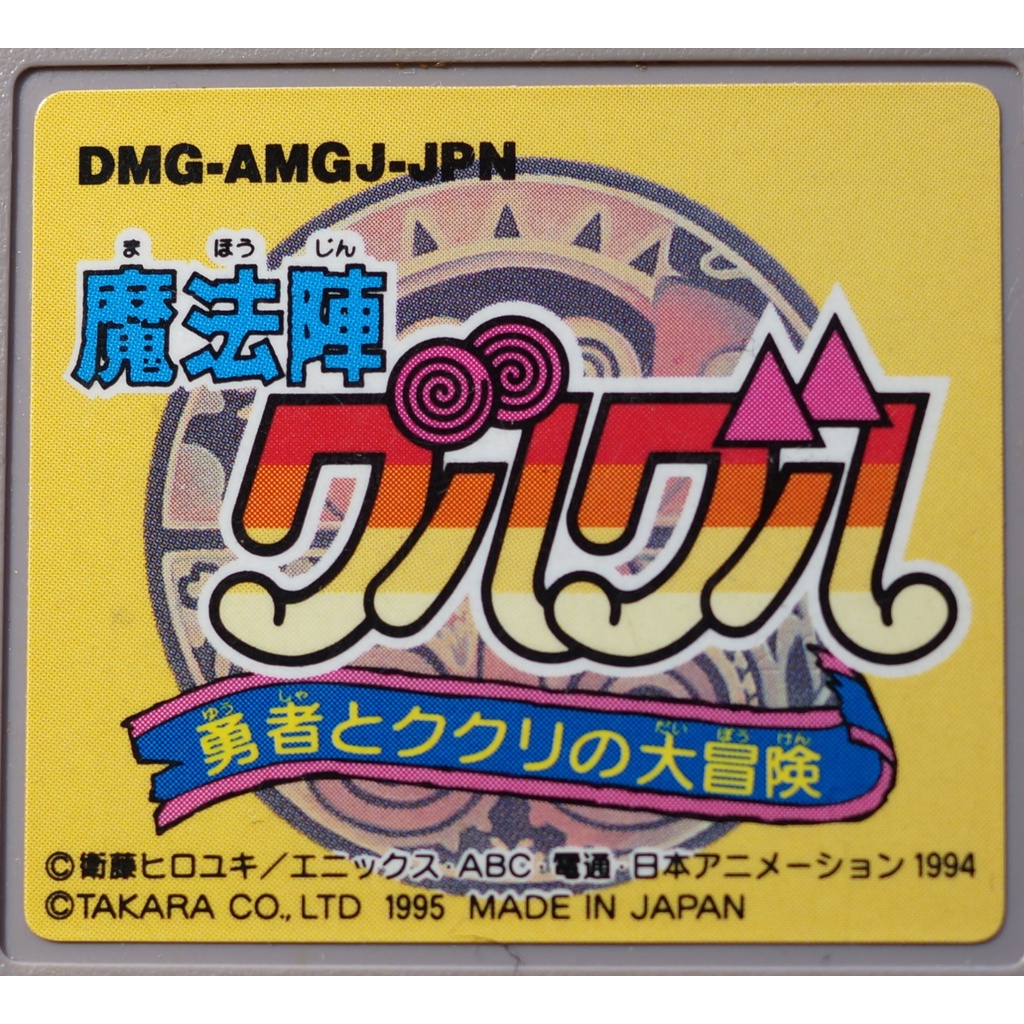 DMG-AMGJ-JPN
ま ほう じん
魔法陣
グルグル
ゆう しゃ だい ぼう けん
勇者とククリの大冒険
©衛藤ヒロユキ／エニックス・ABC・電通・日本アニメーション 1994
©TAKARA CO., LTD 1995 MADE IN JAPAN